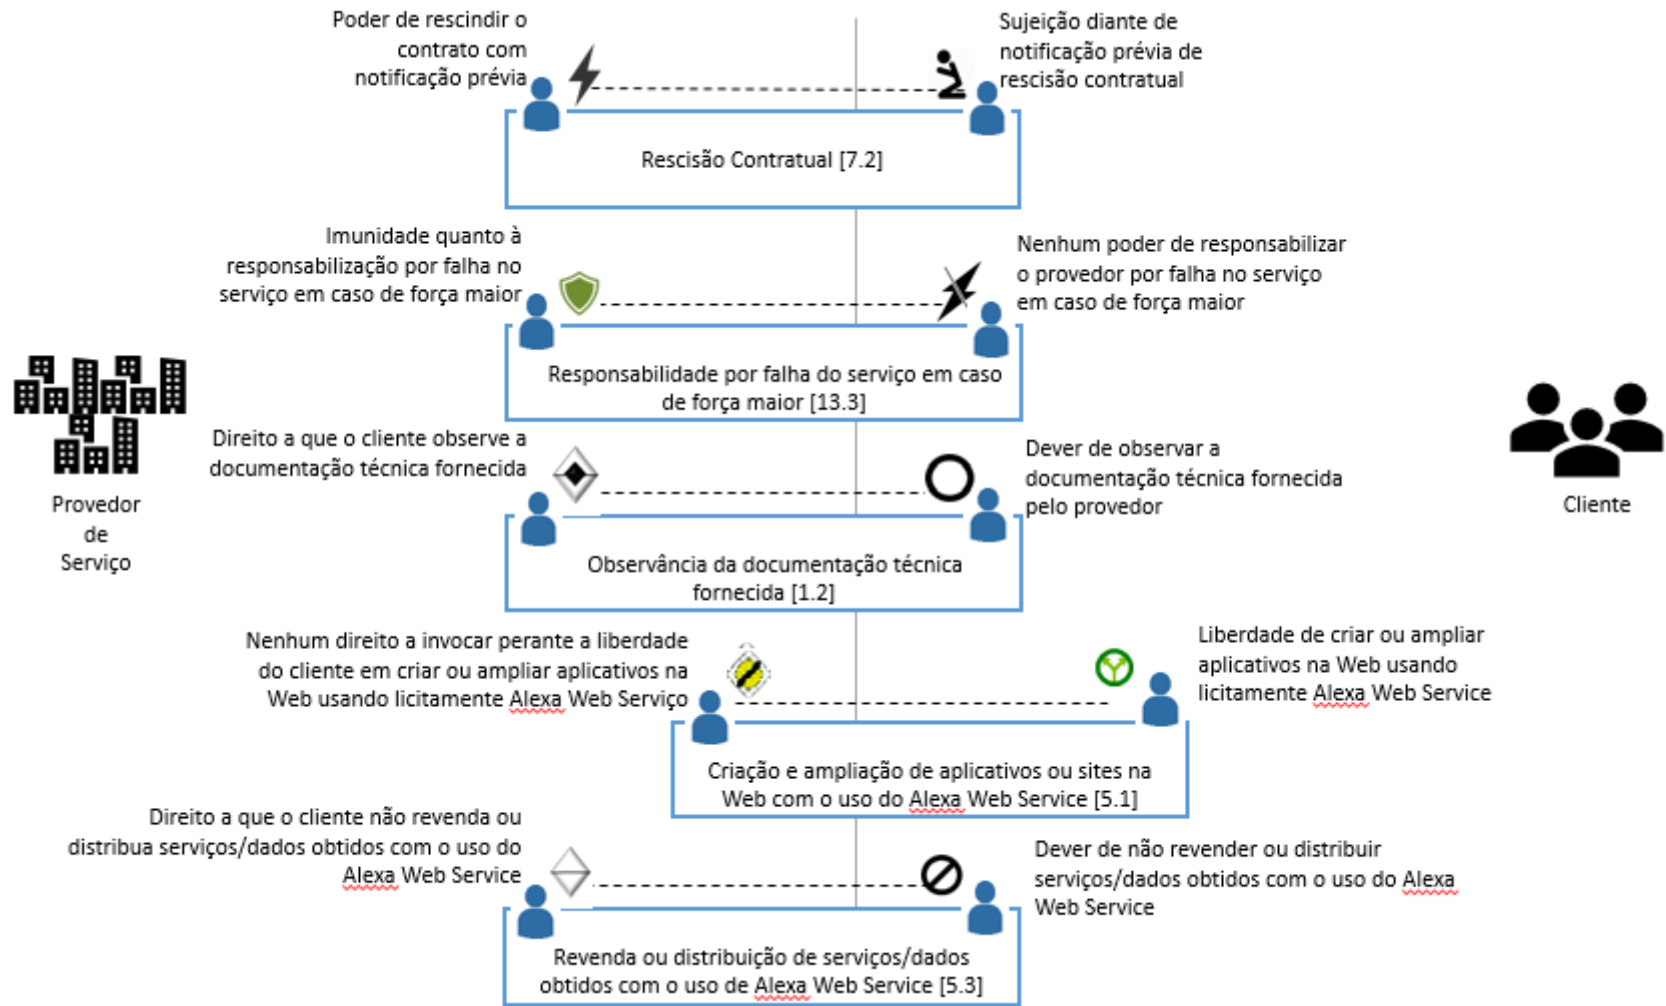 Poder de rescindir o
contrato com
notificação prévia
Sujeição diante de
notificação prévia de
rescisão contratual
Rescisão Contratual [7.2]
Imunidade quanto à
responsabilização por falha no
serviço em caso de força maior
Nenhum poder de responsabilizar
o provedor por falha no serviço
em caso de força maior
Responsabilidade por falha do serviço em caso
de força maior [13.3]
Provedor
de
Serviço
Cliente
Direito a que o cliente observe a
documentação técnica fornecida
Dever de observar a
documentação técnica fornecida
pelo provedor
Observância da documentação técnica
fornecida [1.2]
Nenhum direito a invocar perante a liberdade
do cliente em criar ou ampliar aplicativos na
Web usando licitamente Alexa Web Serviço
Liberdade de criar ou ampliar
aplicativos na Web usando
licitamente Alexa Web Service
Criação e ampliação de aplicativos ou sites na
Web com o uso do Alexa Web Service [5.1]
Direito a que o cliente não revenda ou
distribua serviços/dados obtidos com o uso do
Alexa Web Service
Dever de não revender ou distribuir
serviços/dados obtidos com o uso do Alexa
Web Service
Revenda ou distribuição de serviços/dados
obtidos com o uso de Alexa Web Service [5.3]